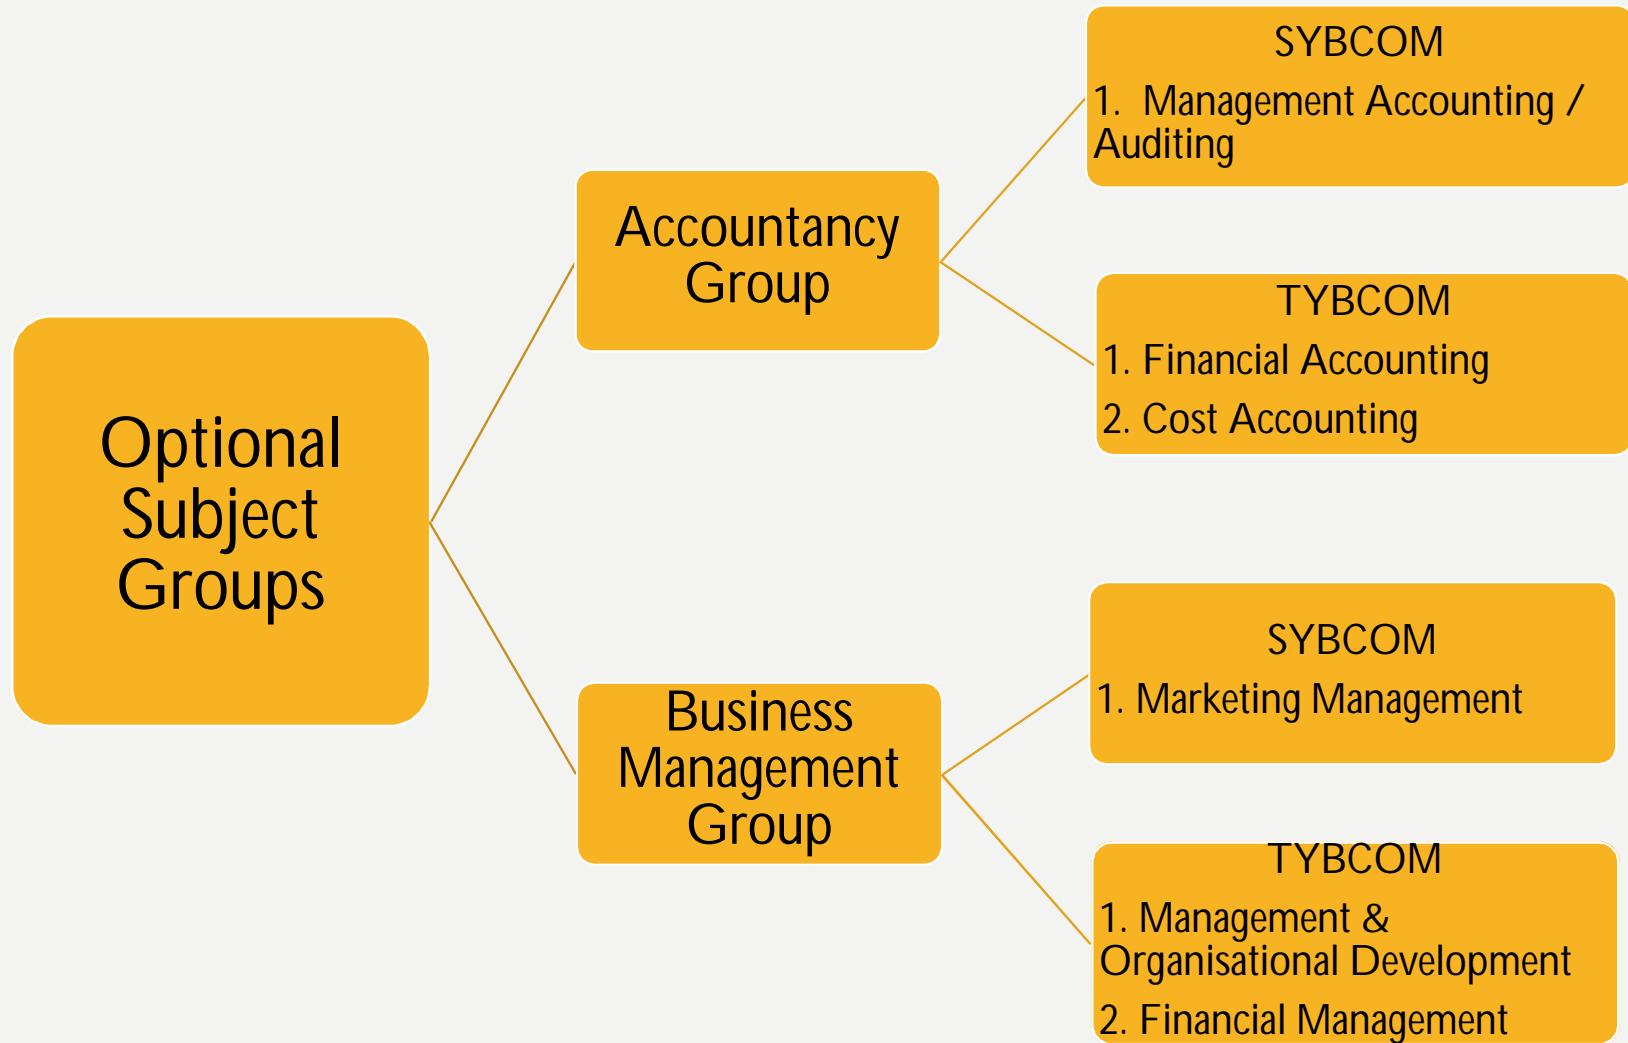 Optional
Subject
Groups
Accountancy
Group
SYBCOM
1. Management Accounting /
Auditing
TYBCOM
1. Financial Accounting
2. Cost Accounting
Business
Management
Group
SYBCOM
1. Marketing Management
TYBCOM
1. Management &
Organisational Development
2. Financial Management